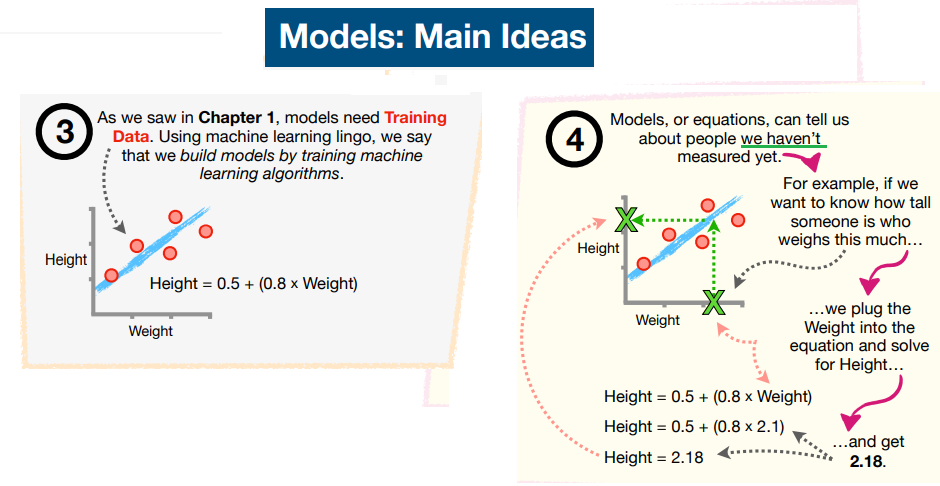 Models: Main Ideas
3
As we saw in Chapter 1, models need Training
Data. Using machine learning lingo, we say
that we build models by training machine
learning algorithms.
Height
Height = 0.5 + (0.8 x Weight)
Weight
4
Models, or equations, can tell us
about people we haven't
measured yet.
For example, if we
want to know how tall
someone is who
weighs this much…
X
Height
X
Weight
…we plug the
Weight into the
equation and solve
for Height…
Height = 0.5 + (0.8 x Weight)
Height = 0.5 + (0.8 x 2.1)
Height = 2.18
…and get
2.18.